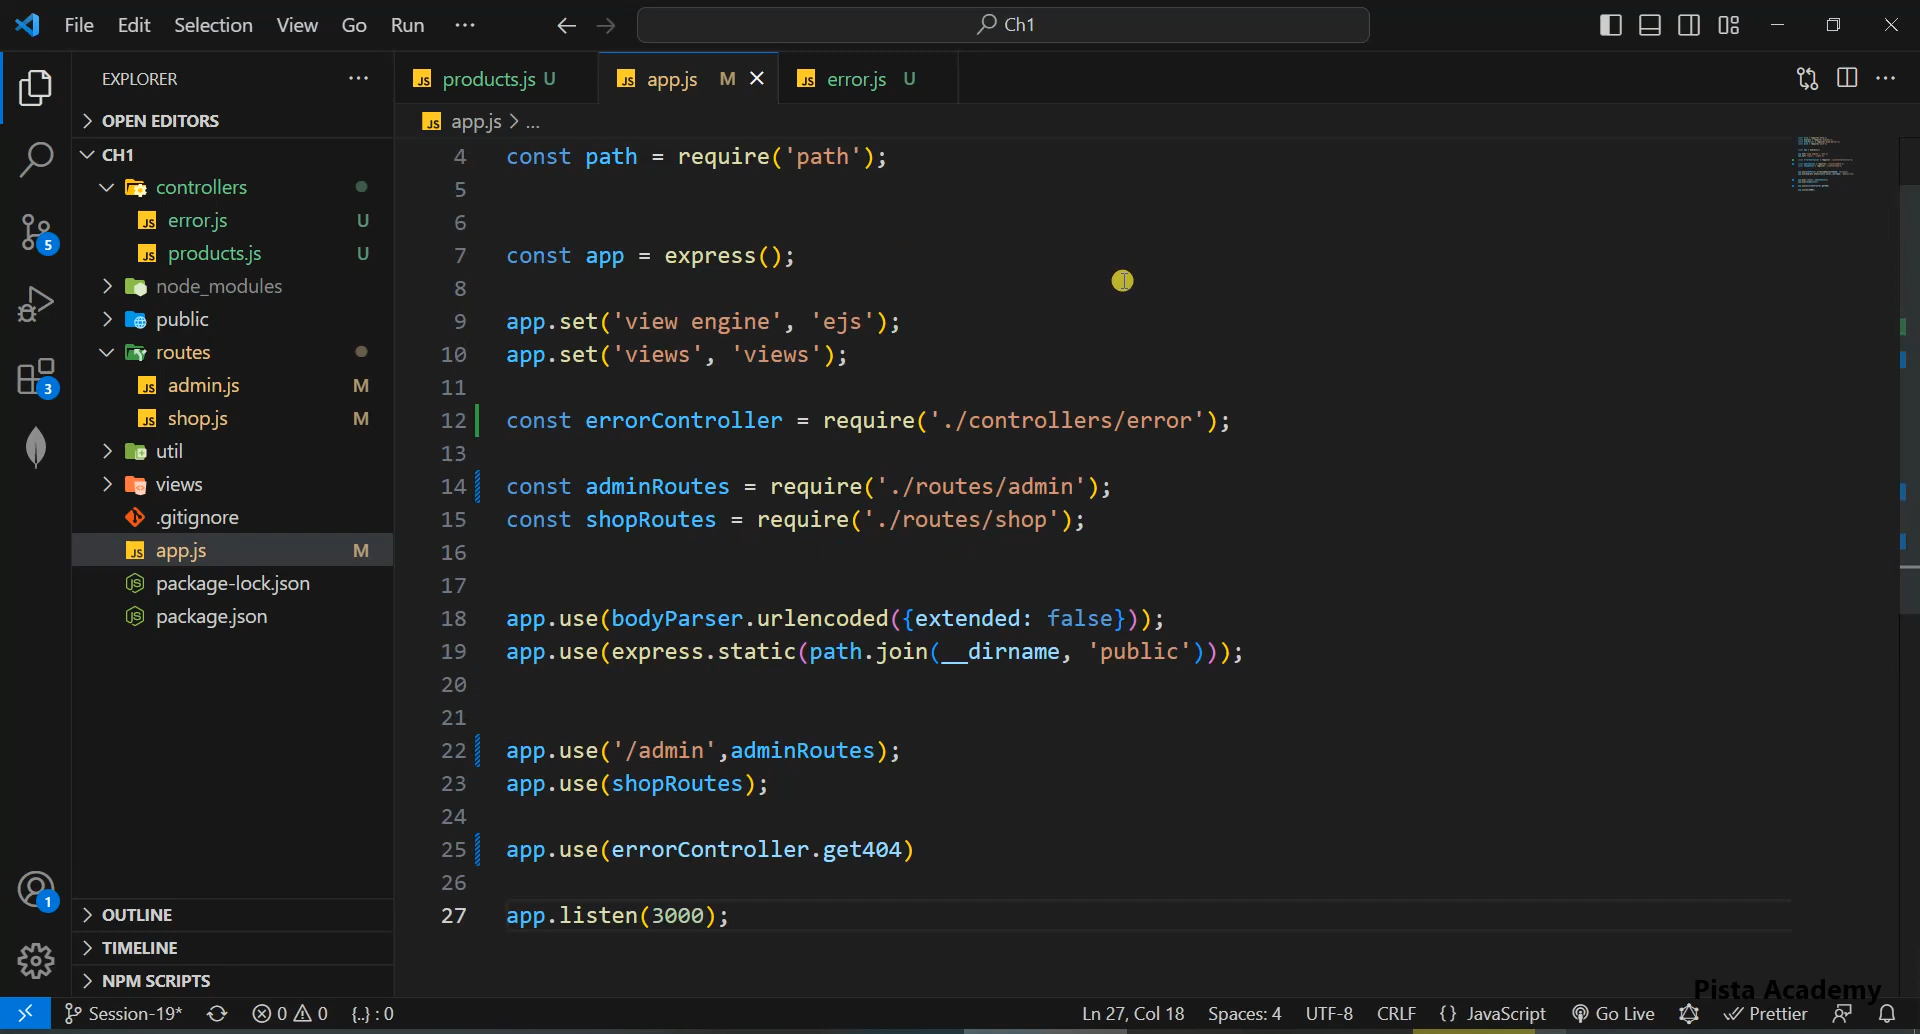 File Edit Selection View Go Run ···
Ch1
EXPLORER
OPEN EDITORS
CH1
controllers
error.js U
products.js U
node_modules
public
routes
admin.js M
shop.js M
util
views
.gitignore
app.js M
package-lock.json
package.json
OUTLINE
TIMELINE
NPM SCRIPTS
5
3
1
products.js U
app.js M
error.js U
app.js > ...
4 const path = require('path');
5
6
7 const app = express();
8
9 app.set('view engine', 'ejs');
10 app.set('views', 'views');
11
12 const errorController = require('./controllers/error');
13
14 const adminRoutes = require('./routes/admin');
15 const shopRoutes = require('./routes/shop');
16
17
18 app.use(bodyParser.urlencoded({extended: false}));
19 app.use(express.static(path.join(__dirname, 'public')));
20
21
22 app.use('/admin',adminRoutes);
23 app.use(shopRoutes);
24
25 app.use(errorController.get404)
26
27 app.listen(3000);
Pista Academy
Session-19* 0 0 {..} : 0 Ln 27, Col 18 Spaces: 4 UTF-8 CRLF {} JavaScript Go Live Prettier